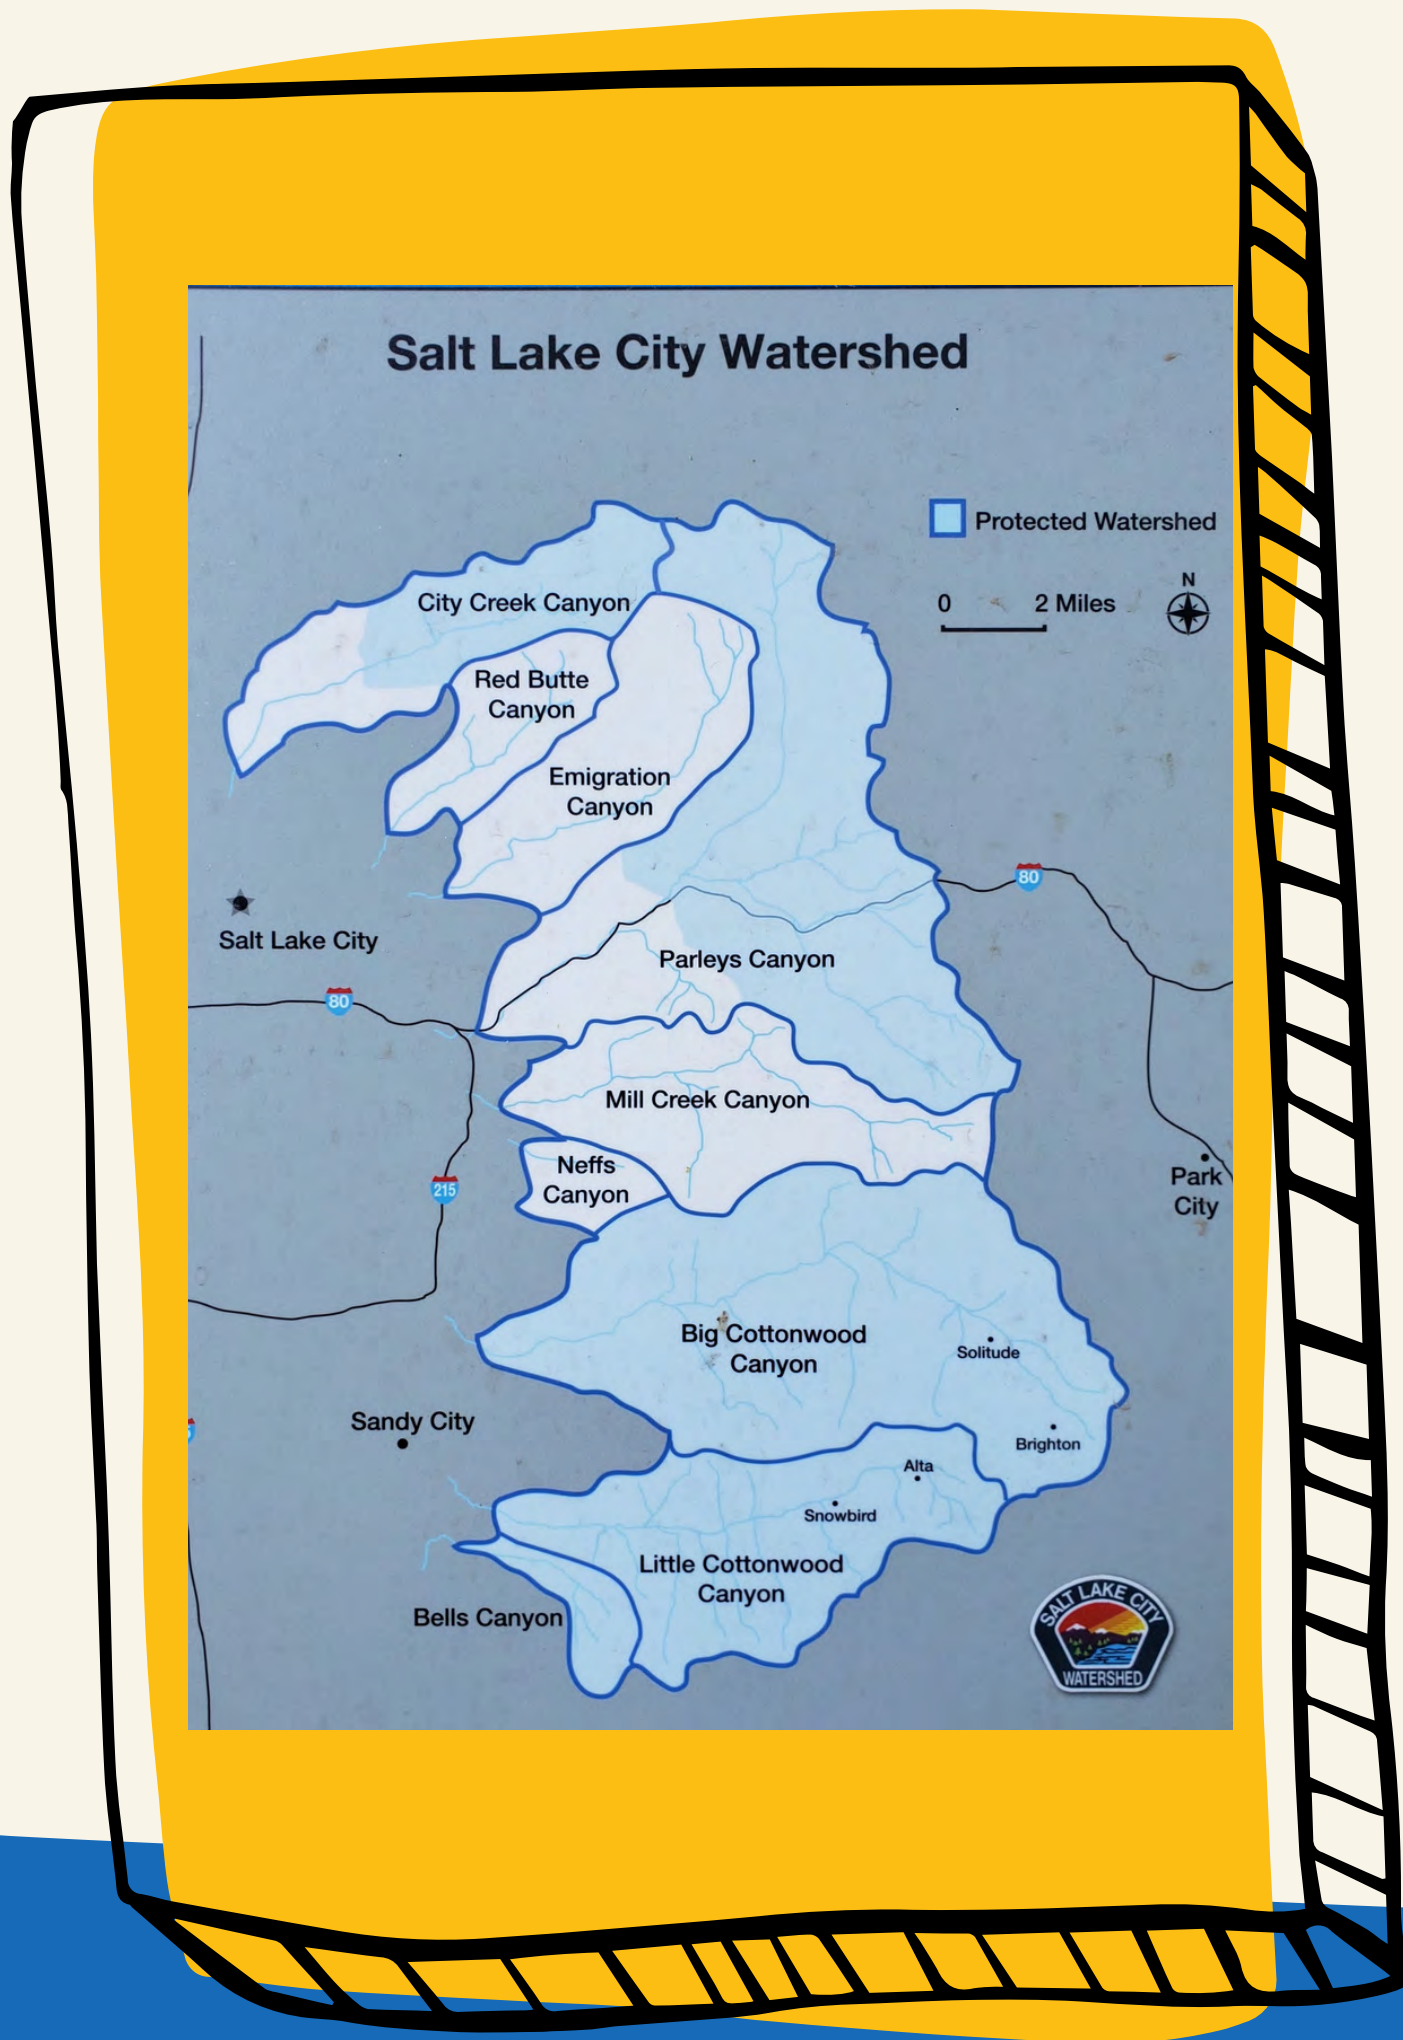 Salt Lake City Watershed
Protected Watershed
N
0 2 Miles
City Creek Canyon
Red Butte
Canyon
Emigration
Canyon
80
Salt Lake City
Parleys Canyon
80
Mill Creek Canyon
Neffs
Canyon
215
Park
City
Big Cottonwood
Canyon
Solitude
Sandy City
Brighton
Alta
Snowbird
Little Cottonwood
Canyon
Bells Canyon
SALT LAKE CITY
WATERSHED